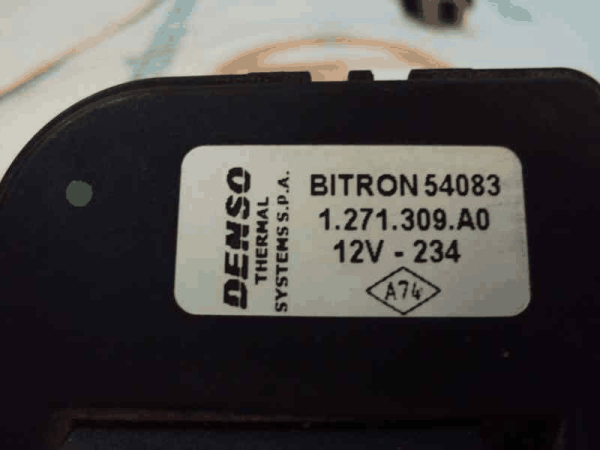 DENSO
THERMAL
SYSTEMS S.P.A.
BITRON 54083
1.271.309.A0
12V - 234
A74